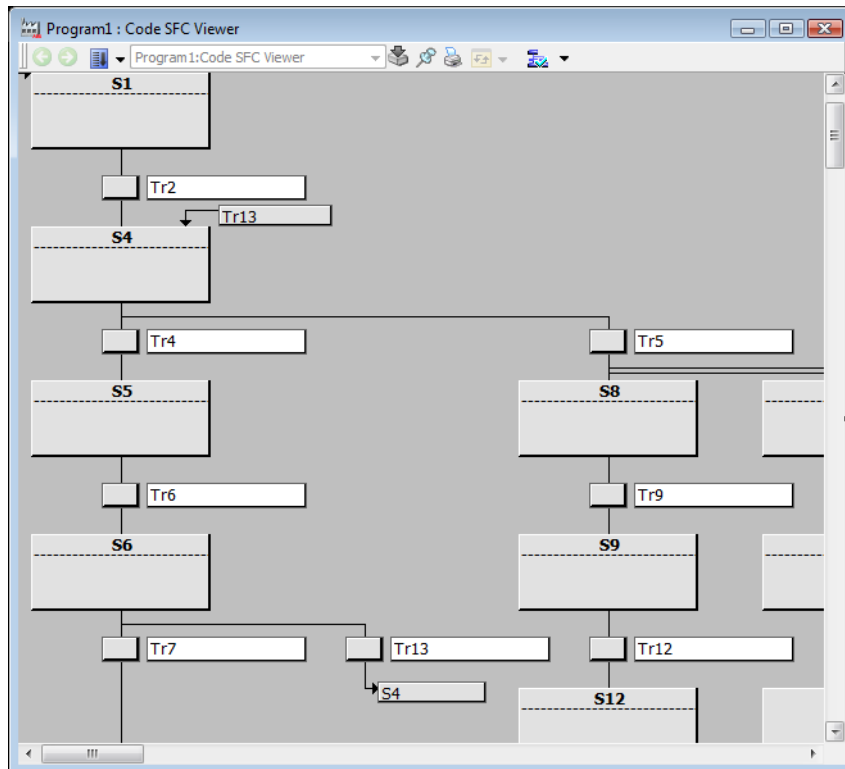 Program1 : Code SFC Viewer
Program1:Code SFC Viewer
S1
Tr2
Tr13
S4
Tr4
Tr5
S5
S8
Tr6
Tr9
S6
S9
Tr7
Tr13
Tr12
S4
S12